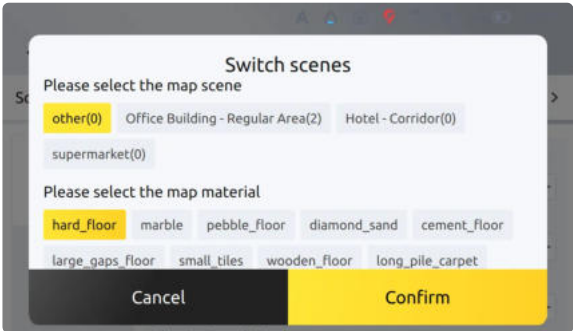 Switch scenes
Please select the map scene
other(0) Office Building - Regular Area(2) Hotel - Corridor(0)
supermarket(0)
Please select the map material
hard_floor marble pebble_floor diamond_sand cement_floor
large_gaps_floor small_tiles wooden_floor long_pile_carpet
Cancel Confirm